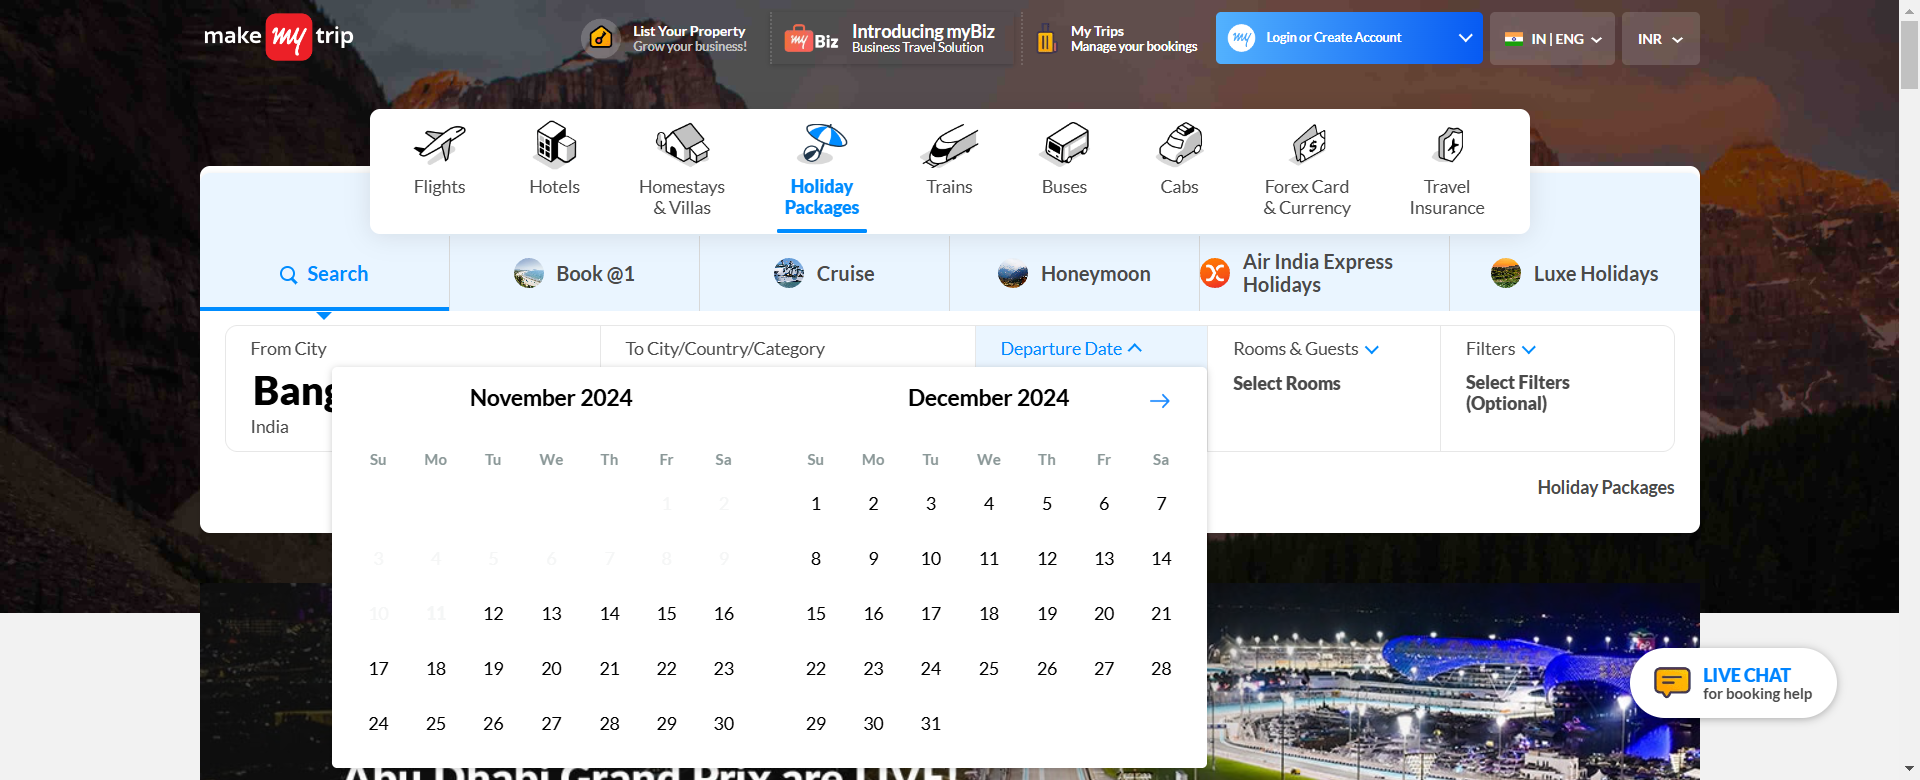 make my trip
List Your Property
Grow your business!
my Biz
Introducing myBiz
Business Travel Solution
My Trips
Manage your bookings
my
Login or Create Account
IN | ENG
INR
Flights
Hotels
Homestays
& Villas
Holiday
Packages
Trains
Buses
Cabs
Forex Card
& Currency
Travel
Insurance
Search
Book @1
Cruise
Honeymoon
Air India Express
Holidays
Luxe Holidays
From City
To City/Country/Category
Departure Date
Rooms & Guests
Filters
Bang
India
Select Rooms
Select Filters
(Optional)
November 2024
December 2024
Su Mo Tu We Th Fr Sa
Su Mo Tu We Th Fr Sa
1 2
1 2 3 4 5 6 7
3 4 5 6 7 8 9
8 9 10 11 12 13 14
10 11 12 13 14 15 16
15 16 17 18 19 20 21
17 18 19 20 21 22 23
22 23 24 25 26 27 28
24 25 26 27 28 29 30
29 30 31
Holiday Packages
LIVE CHAT
for booking help
Abu Dhabi Grand Prix are LIVE!